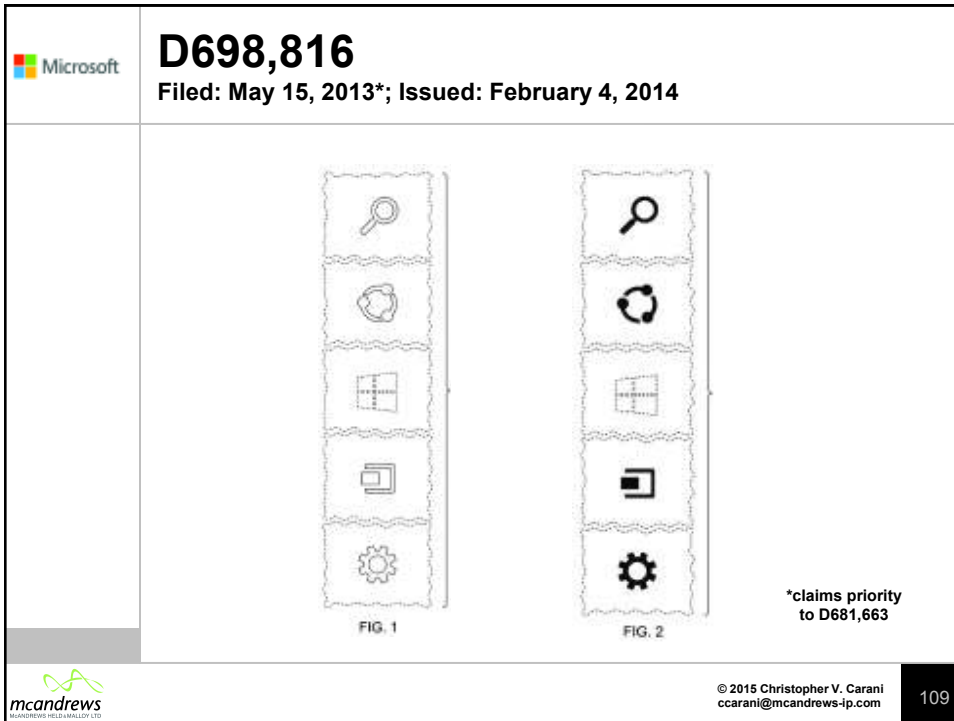 Microsoft
D698,816
Filed: May 15, 2013*; Issued: February 4, 2014
FIG. 1
FIG. 2
*claims priority
to D681,663
mcandrews
McANDREWS HELD & MALLOY LTD
© 2015 Christopher V. Carani
ccarani@mcandrews-ip.com
109